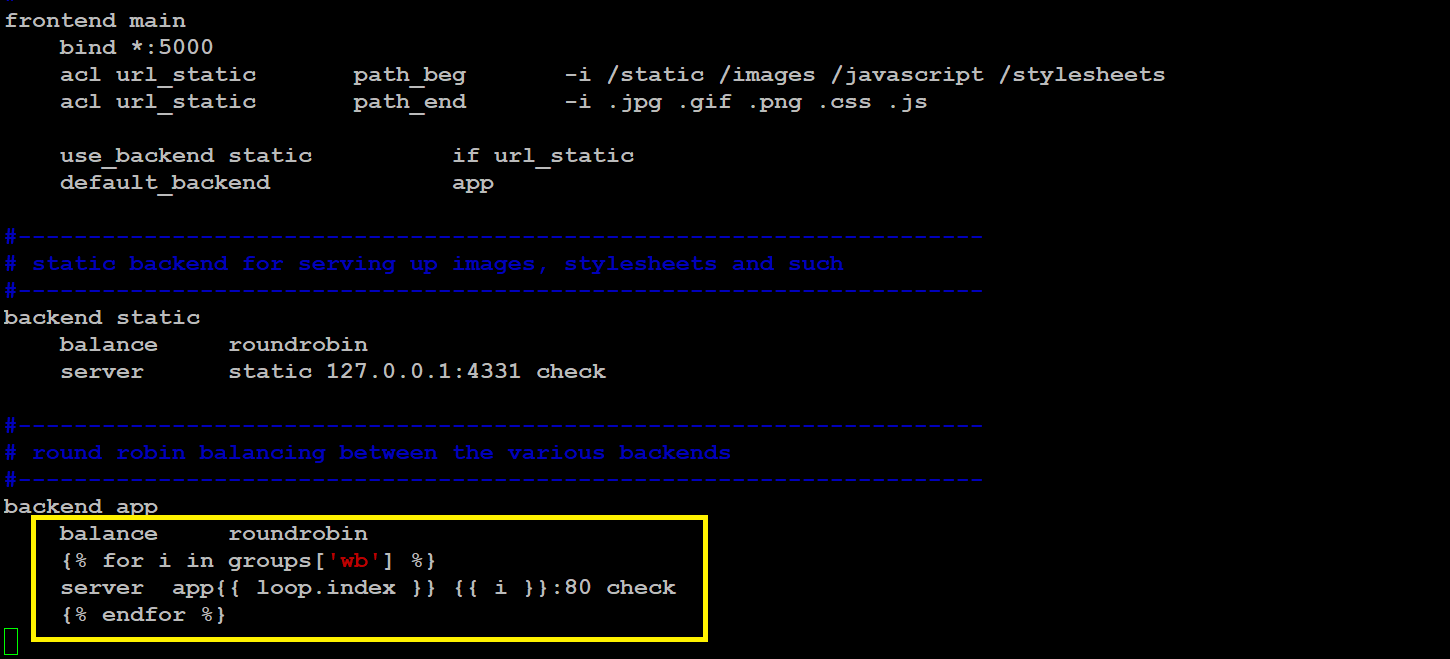 frontend main
    bind *:5000
    acl url_static       path_beg       -i /static /images /javascript /stylesheets
    acl url_static       path_end       -i .jpg .gif .png .css .js
    use_backend static          if url_static
    default_backend             app
#---------------------------------------------------------------------
# static backend for serving up images, stylesheets and such
#---------------------------------------------------------------------
backend static
    balance     roundrobin
    server      static 127.0.0.1:4331 check
#---------------------------------------------------------------------
# round robin balancing between the various backends
#---------------------------------------------------------------------
backend app
    balance     roundrobin
    {% for i in groups['wb'] %}
    server  app{{ loop.index }} {{ i }}:80 check
    {% endfor %}